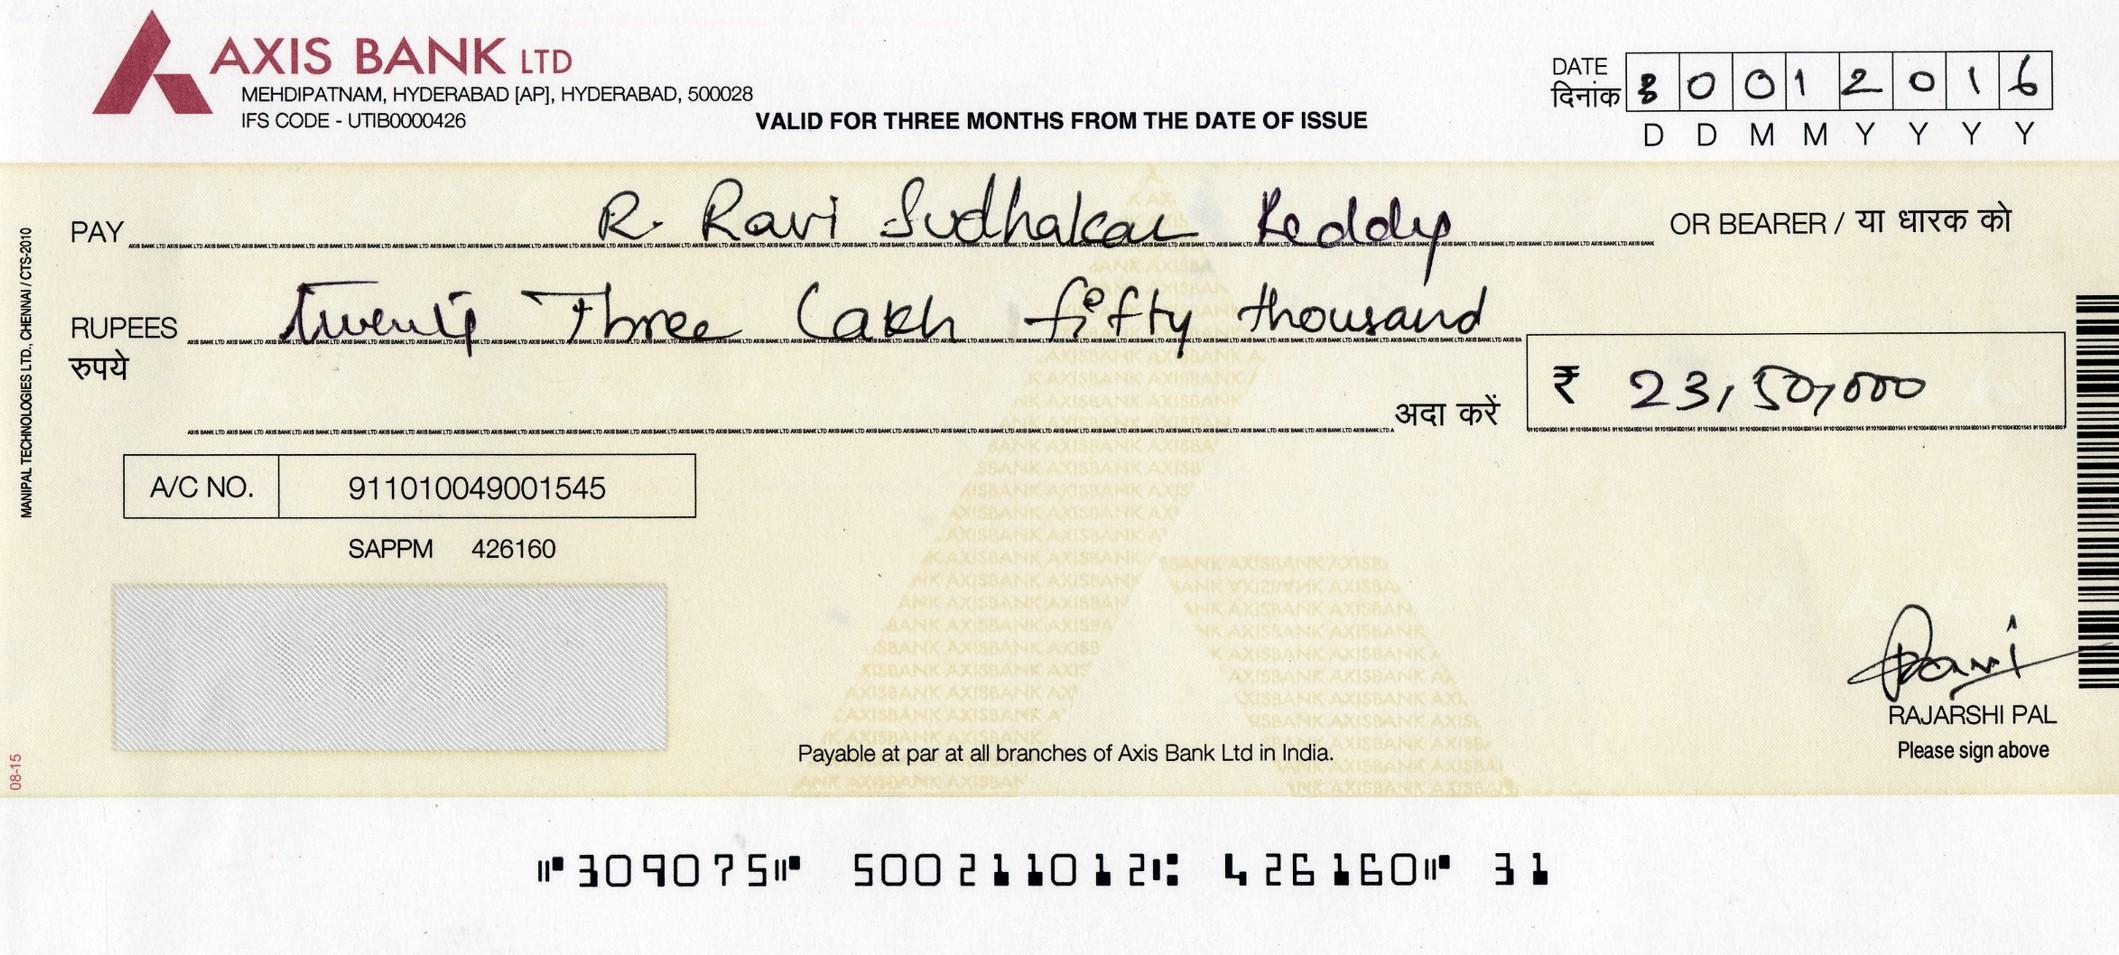 AXIS BANK LTD
MEHDIPATNAM, HYDERABAD [AP], HYDERABAD, 500028
IFS CODE - UTIB0000426
VALID FOR THREE MONTHS FROM THE DATE OF ISSUE
DATE
दिनांक 3 0 0 1 2 0 1 6
D D M M Y Y Y Y
PAY R. Ravi Sudhakar Reddy OR BEARER / या धारक को
RUPEES Twenty Three Lakh fifty thousand
रुपये
अदा करें ₹ 23,50,000
A/C NO. 911010049001545
SAPPM 426160
VOID
Ravi
RAJARSHI PAL
Please sign above
Payable at par at all branches of Axis Bank Ltd in India.
MANIPAL TECHNOLOGIES LTD., CHENNAI / CTS-2010
08-15
⑈309075⑈ 500211012⑆ 426160⑈ 31